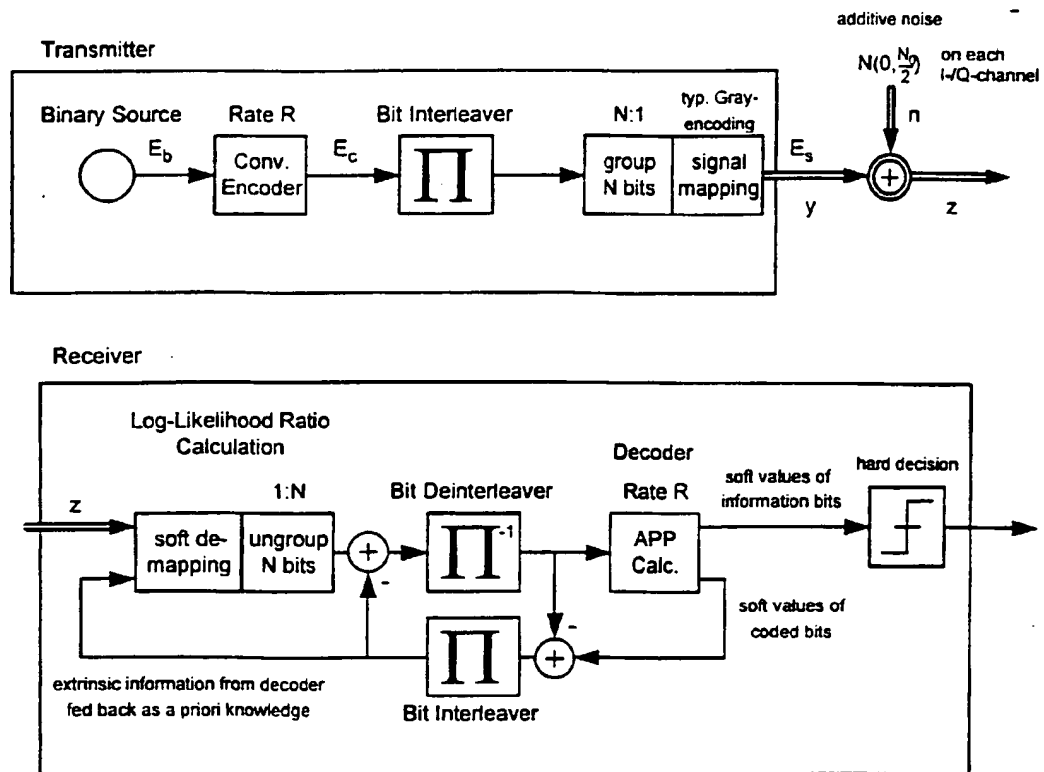 additive noise
N(0, N0/2) on each
I-/Q-channel
Transmitter
Binary Source
Rate R
Bit Interleaver
N:1
typ. Gray-
encoding
n
E_b
Conv.
Encoder
E_c
∏
group
N bits
signal
mapping
E_s
+
y
z
Receiver
Log-Likelihood Ratio
Calculation
1:N
Bit Deinterleaver
Decoder
Rate R
soft values of
information bits
hard decision
z
soft de-
mapping
ungroup
N bits
+
-
∏-1
APP
Calc.
soft values of
coded bits
∏
-
+
extrinsic information from decoder
fed back as a priori knowledge
Bit Interleaver